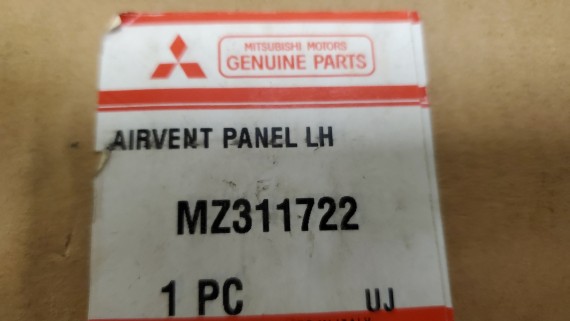 MITSUBISHI MOTORS
GENUINE PARTS
AIRVENT PANEL LH
MZ311722
1 PC UJ